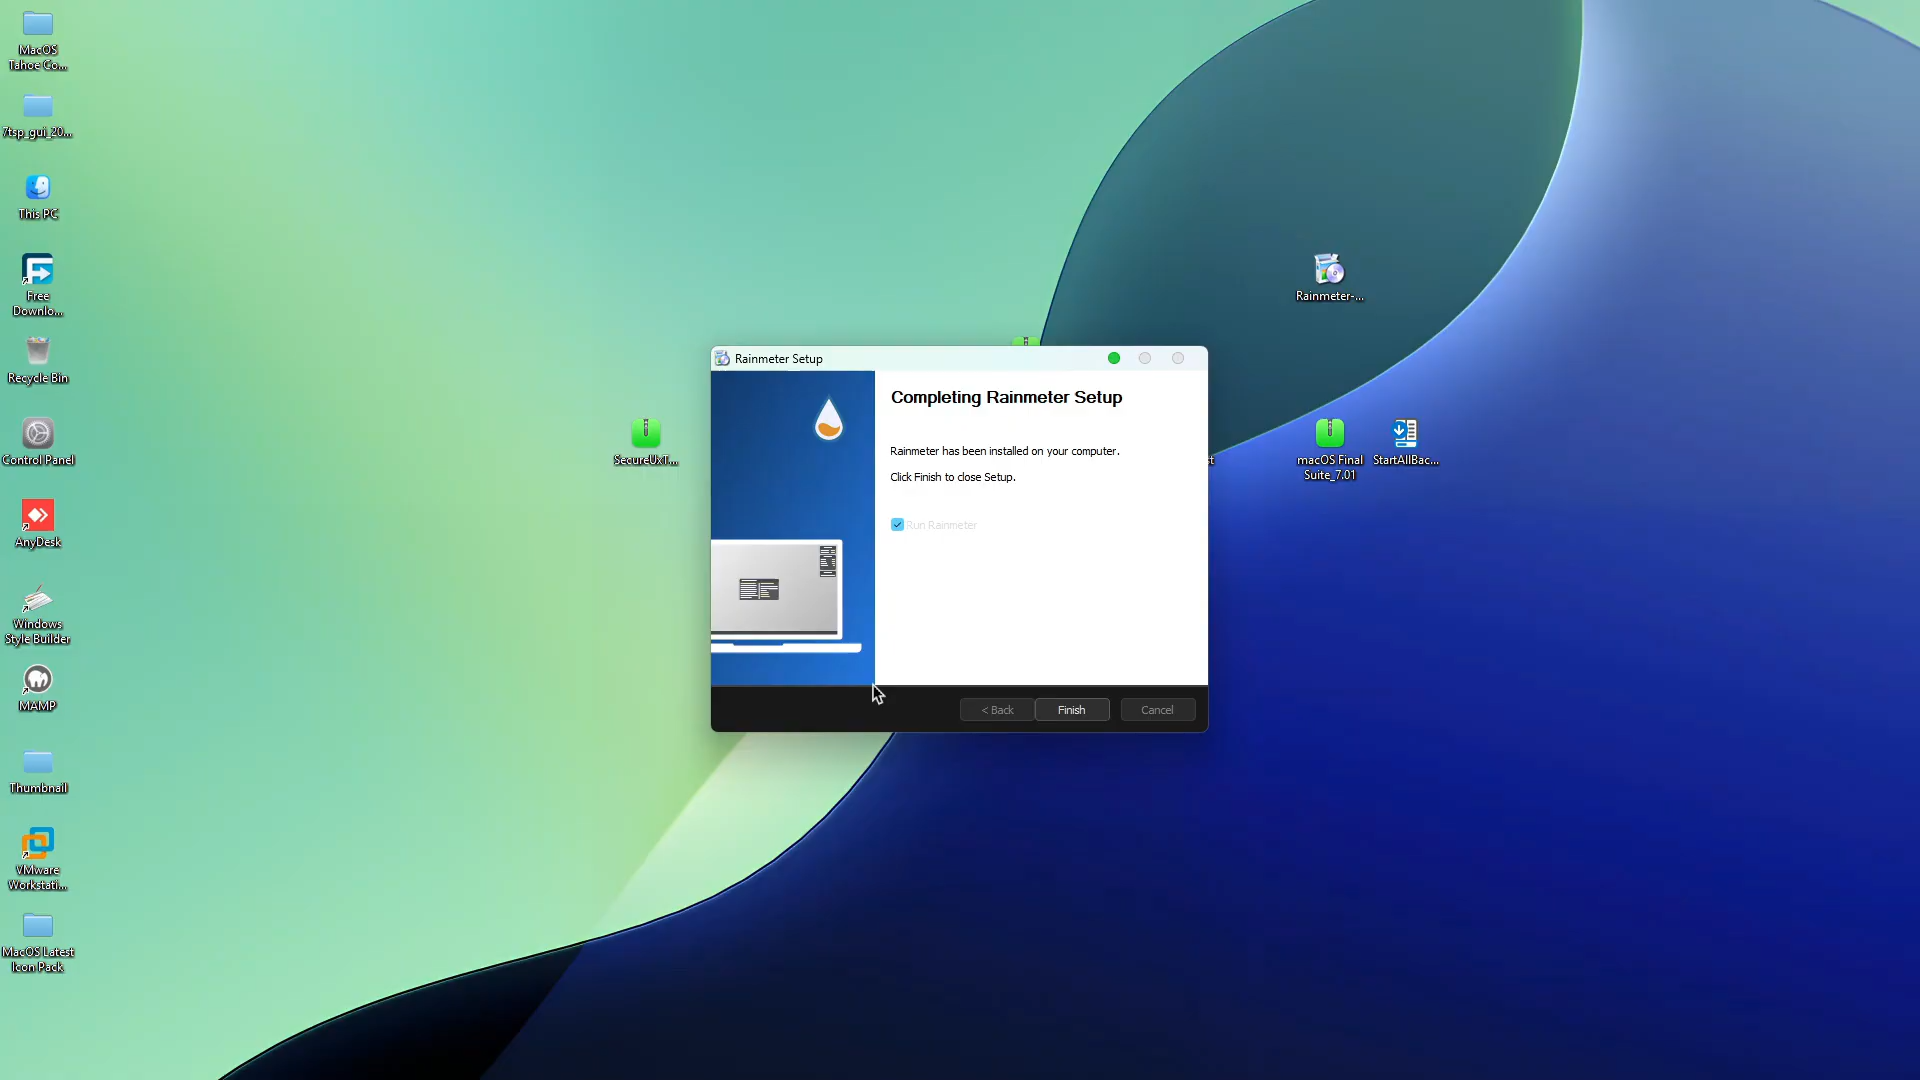 MacOS
Tahoe Co...
7tsp_gui_20...
This PC
Free
Downlo...
Recycle Bin
Control Panel
AnyDesk
Windows
Style Builder
MAMP
Thumbnail
VMware
Workstati...
MacOS Latest
Icon Pack
SecureUxT...
Rainmeter Setup
Completing Rainmeter Setup
Rainmeter has been installed on your computer.
Click Finish to close Setup.
Run Rainmeter
< Back
Finish
Cancel
st
Rainmeter-...
macOS Final
Suite_7.01
StartAllBac...